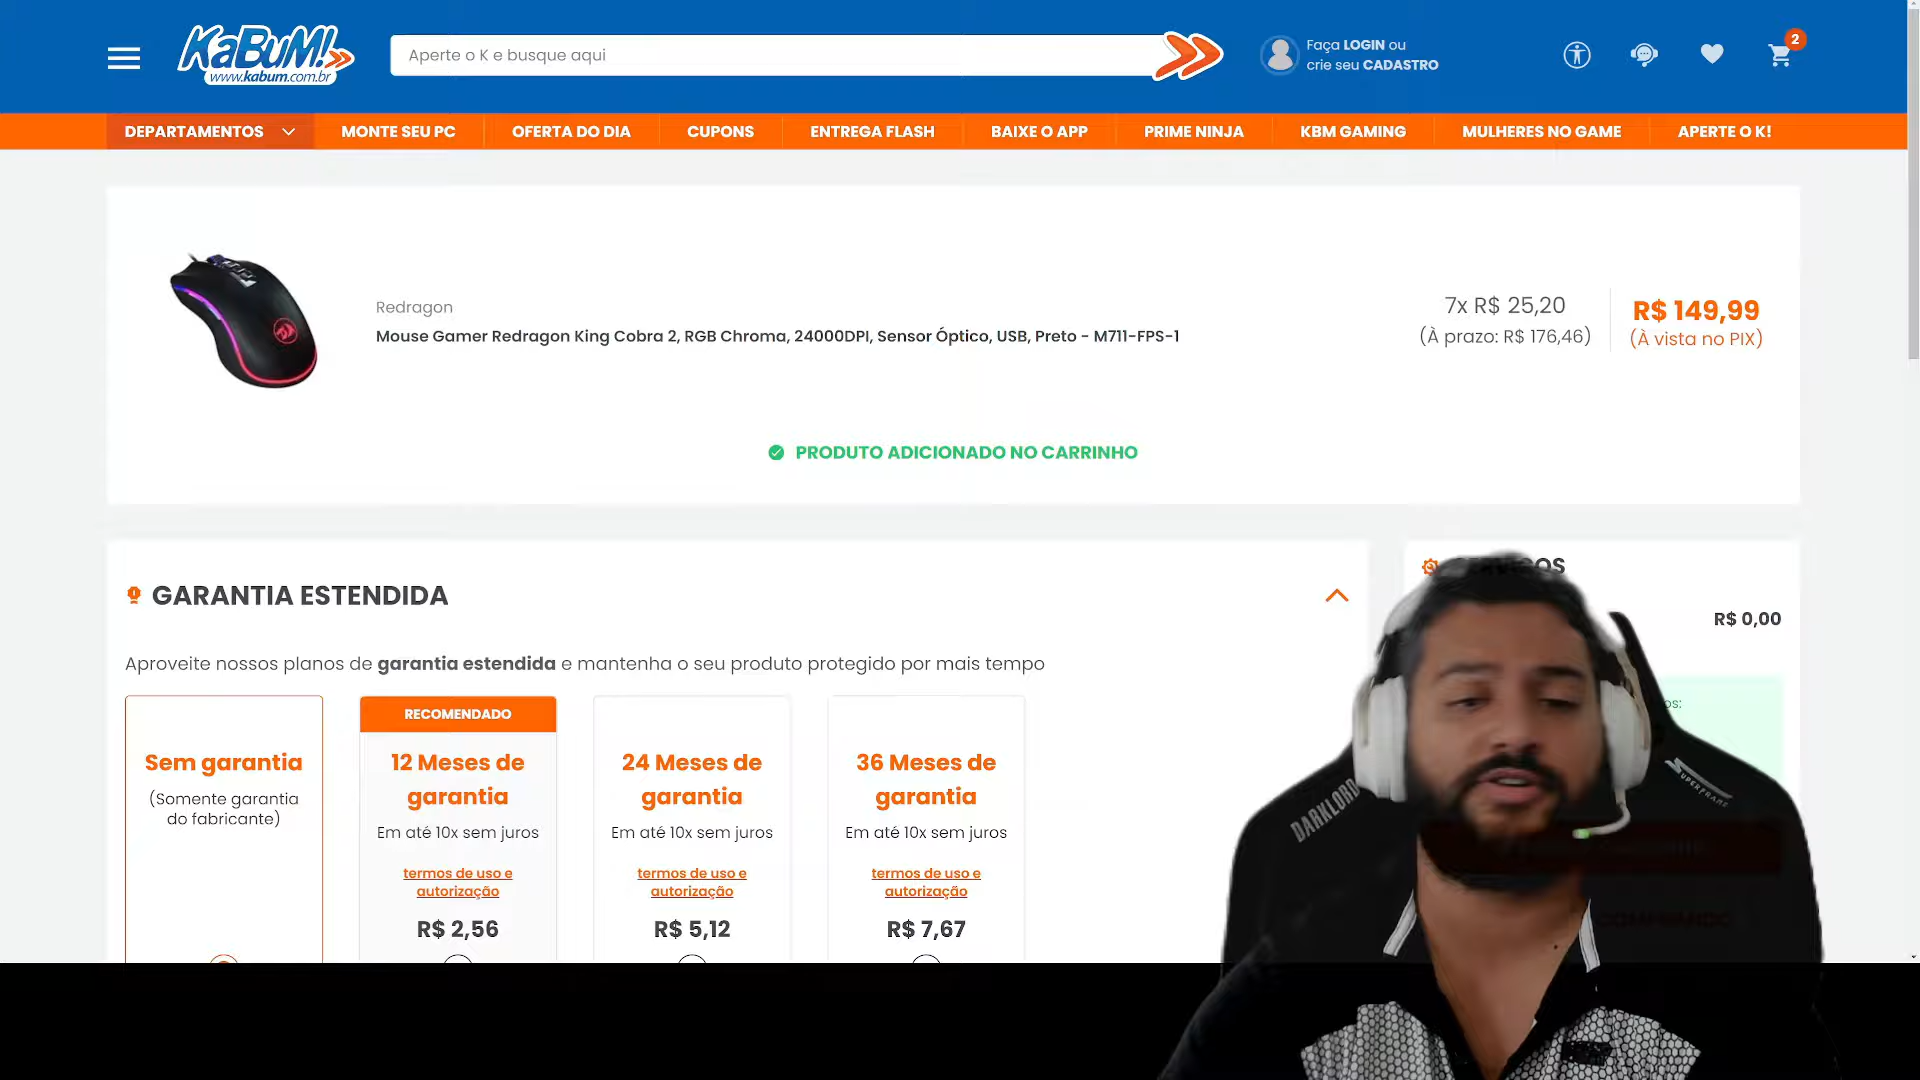 KaBuM!
www.kabum.com.br
Aperte o K e busque aqui
Faça LOGIN ou
crie seu CADASTRO
2
DEPARTAMENTOS
MONTE SEU PC
OFERTA DO DIA
CUPONS
ENTREGA FLASH
BAIXE O APP
PRIME NINJA
KBM GAMING
MULHERES NO GAME
APERTE O K!
Redragon
Mouse Gamer Redragon King Cobra 2, RGB Chroma, 24000DPI, Sensor Óptico, USB, Preto - M711-FPS-1
7x R$ 25,20
(À prazo: R$ 176,46)
R$ 149,99
(À vista no PIX)
PRODUTO ADICIONADO NO CARRINHO
GARANTIA ESTENDIDA
Aproveite nossos planos de garantia estendida e mantenha o seu produto protegido por mais tempo
Sem garantia
(Somente garantia
do fabricante)
RECOMENDADO
12 Meses de
garantia
Em até 10x sem juros
termos de uso e
autorização
R$ 2,56
24 Meses de
garantia
Em até 10x sem juros
termos de uso e
autorização
R$ 5,12
36 Meses de
garantia
Em até 10x sem juros
termos de uso e
autorização
R$ 7,67
R$ 0,00
DARKLORD
SUPERFRAME